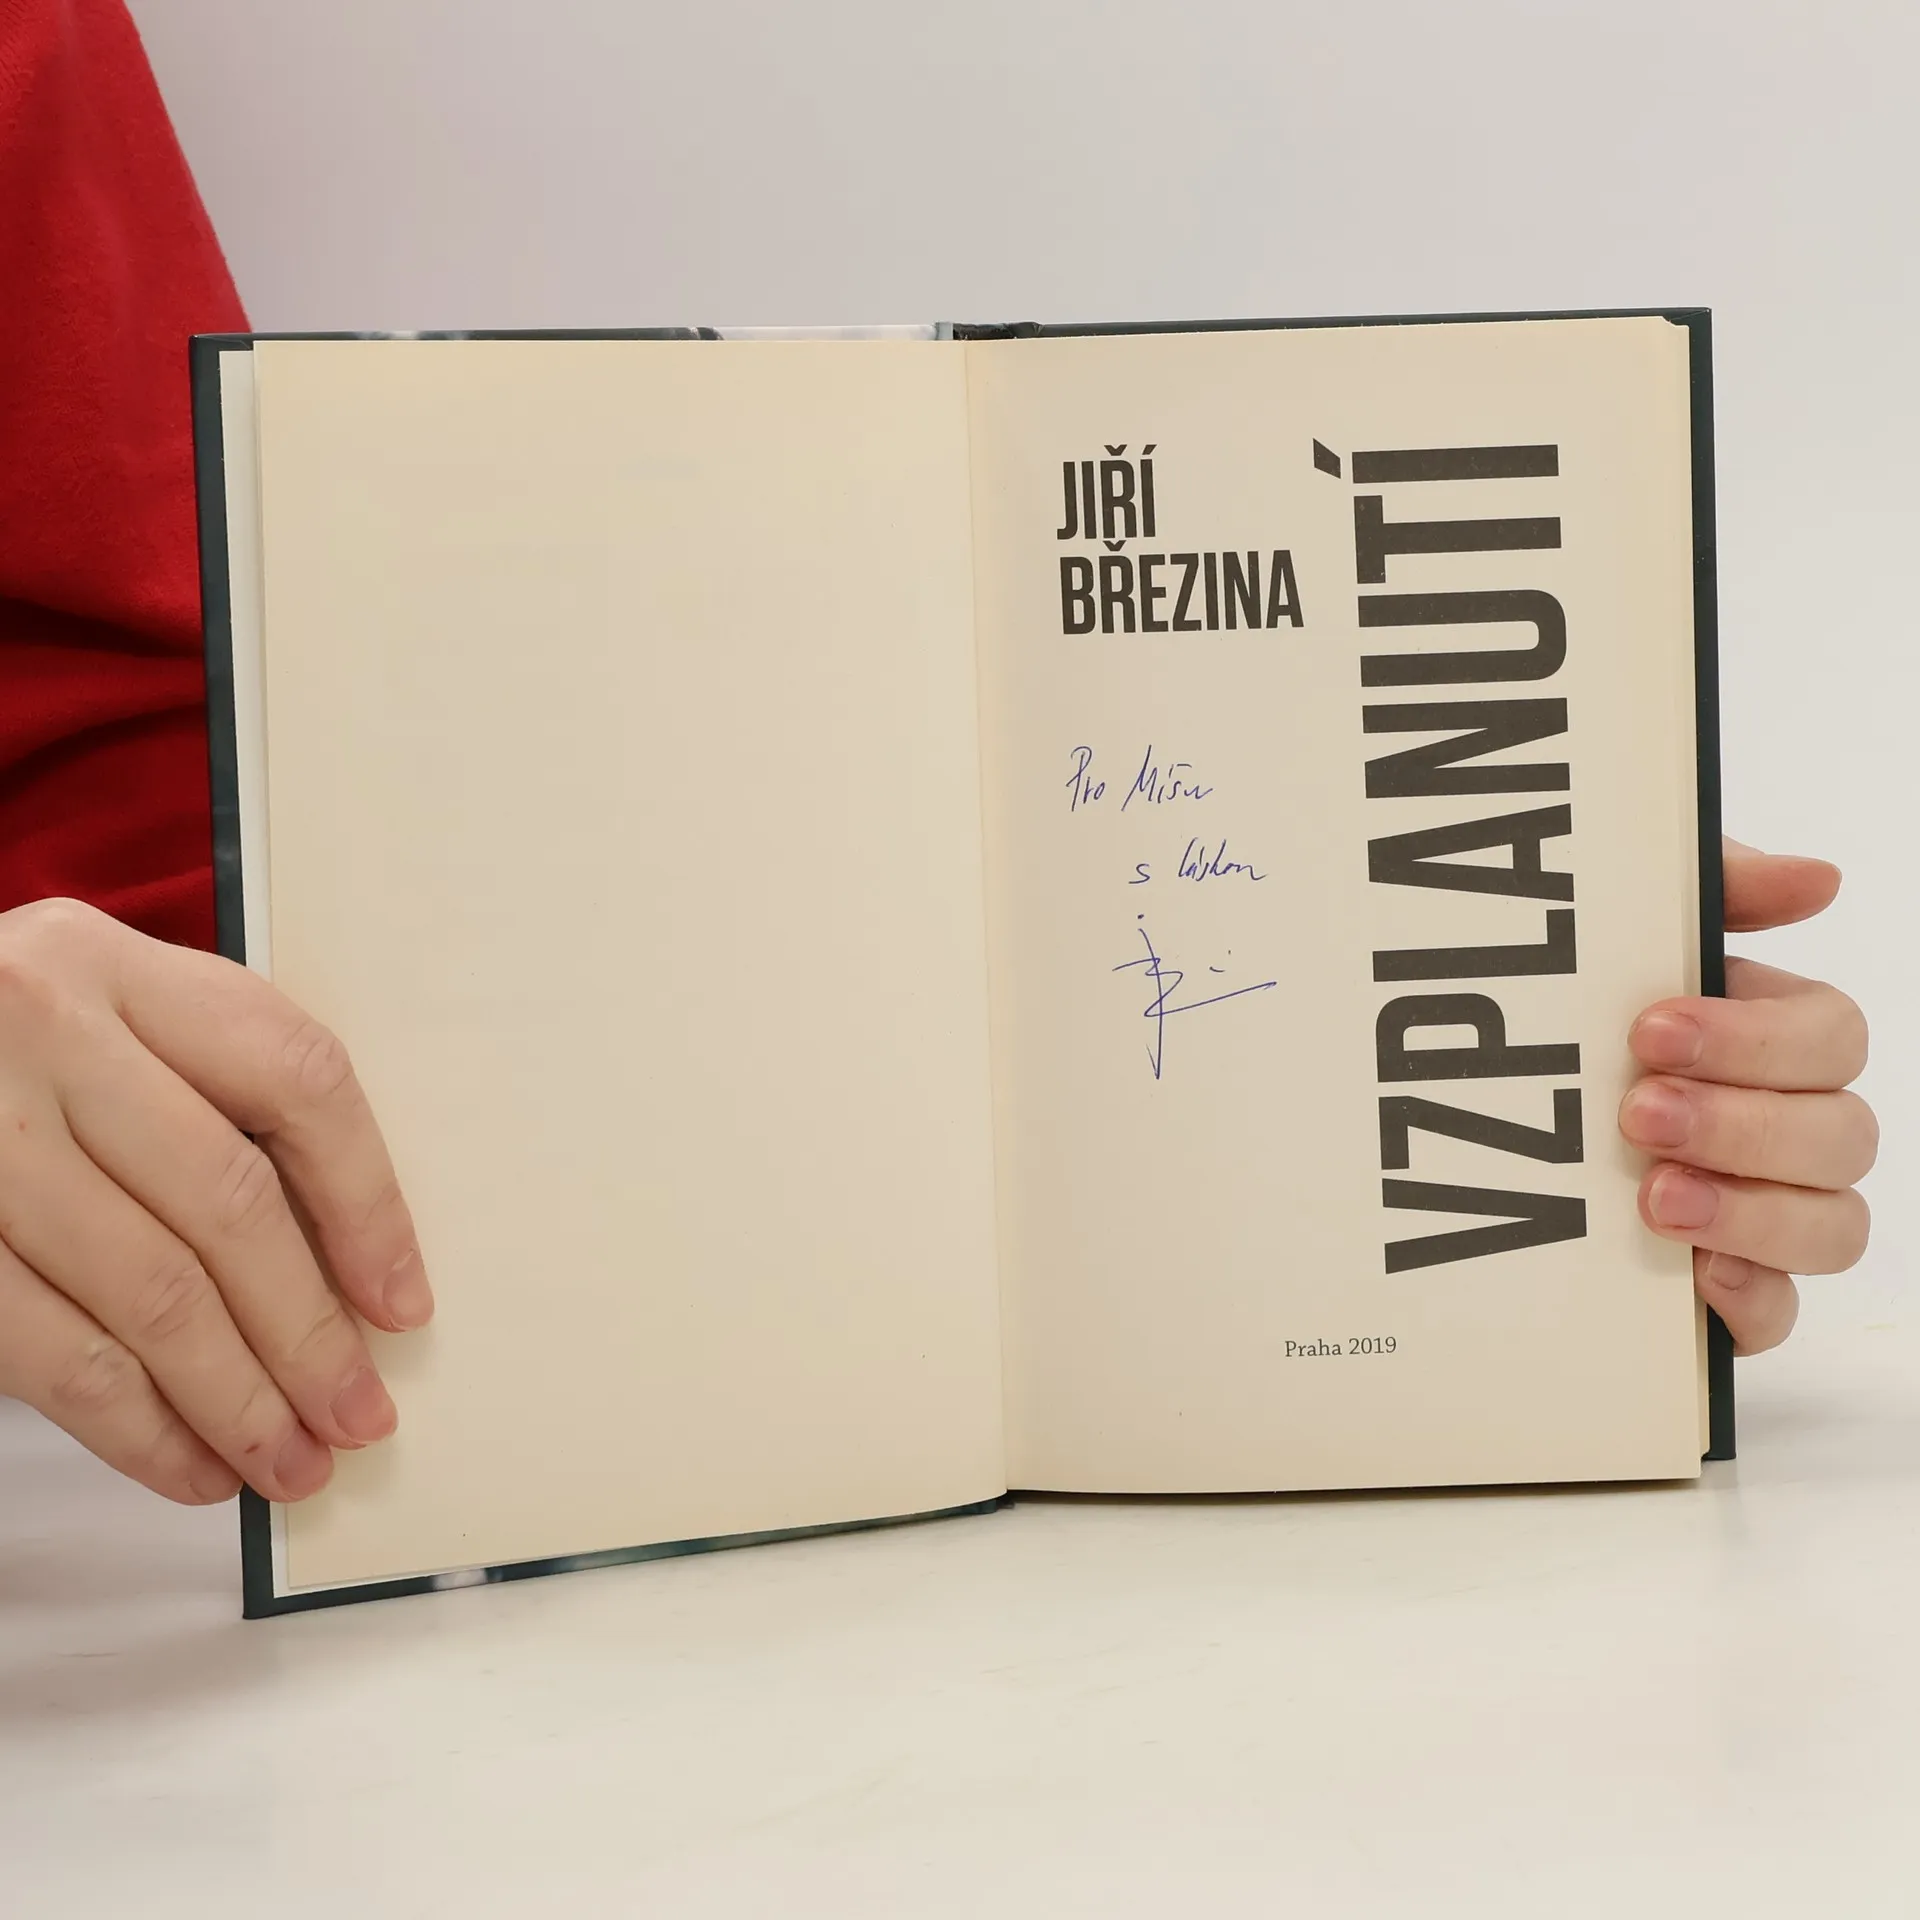 JIŘÍ
BŘEZINA
VZPLANUTÍ
Pro Míšu
s láskou
Praha 2019